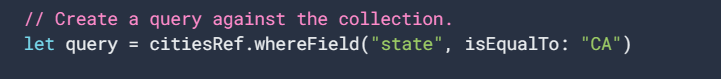 // Create a query against the collection.
let query = citiesRef.whereField("state", isEqualTo: "CA")